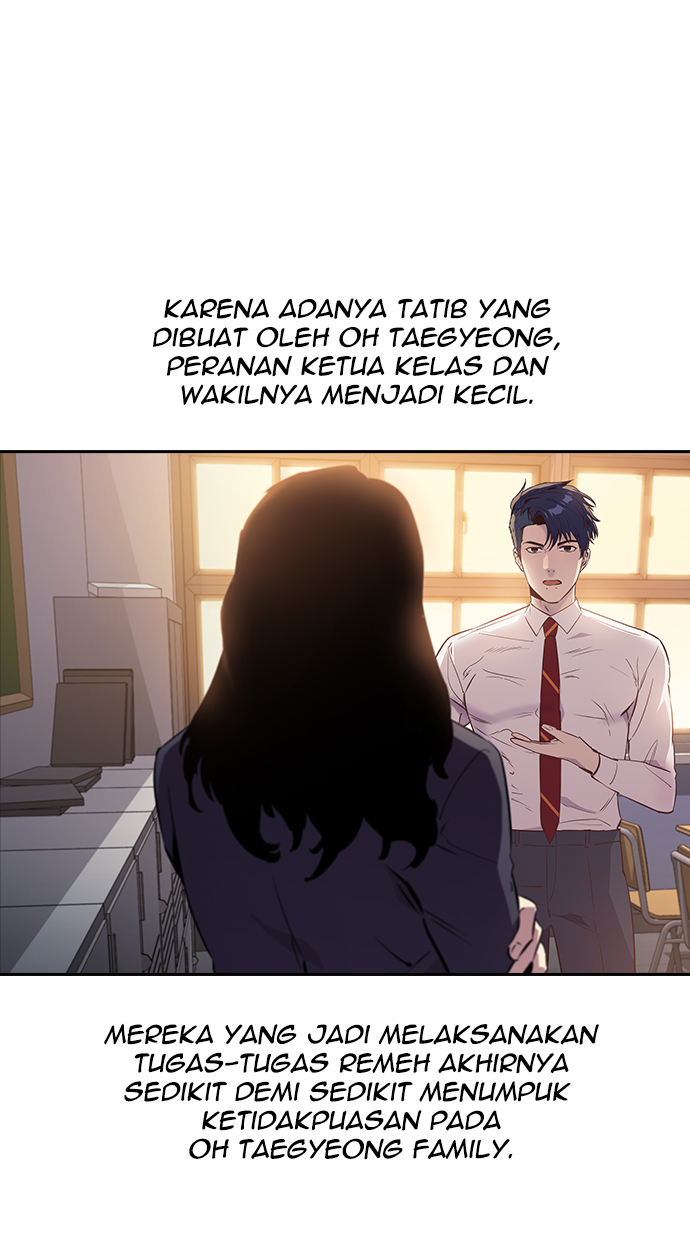 KARENA ADANYA TATIB YANG
DIBUAT OLEH OH TAEGYEONG,
PERANAN KETUA KELAS DAN
WAKILNYA MENJADI KECIL.
MEREKA YANG JADI MELAKSANAKAN
TUGAS-TUGAS REMEH AKHIRNYA
SEDIKIT DEMI SEDIKIT MENUMPUK
KETIDAKPUASAN PADA
OH TAEGYEONG FAMILY.